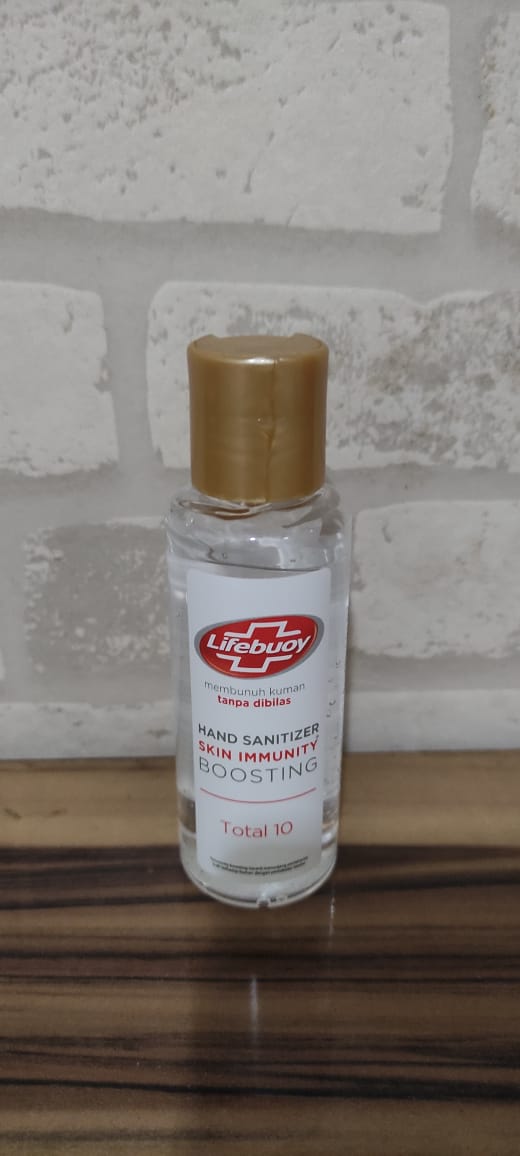 Lifebuoy
membunuh kuman
tanpa dibilas
HAND SANITIZER
SKIN IMMUNITY
BOOSTING
Total 10